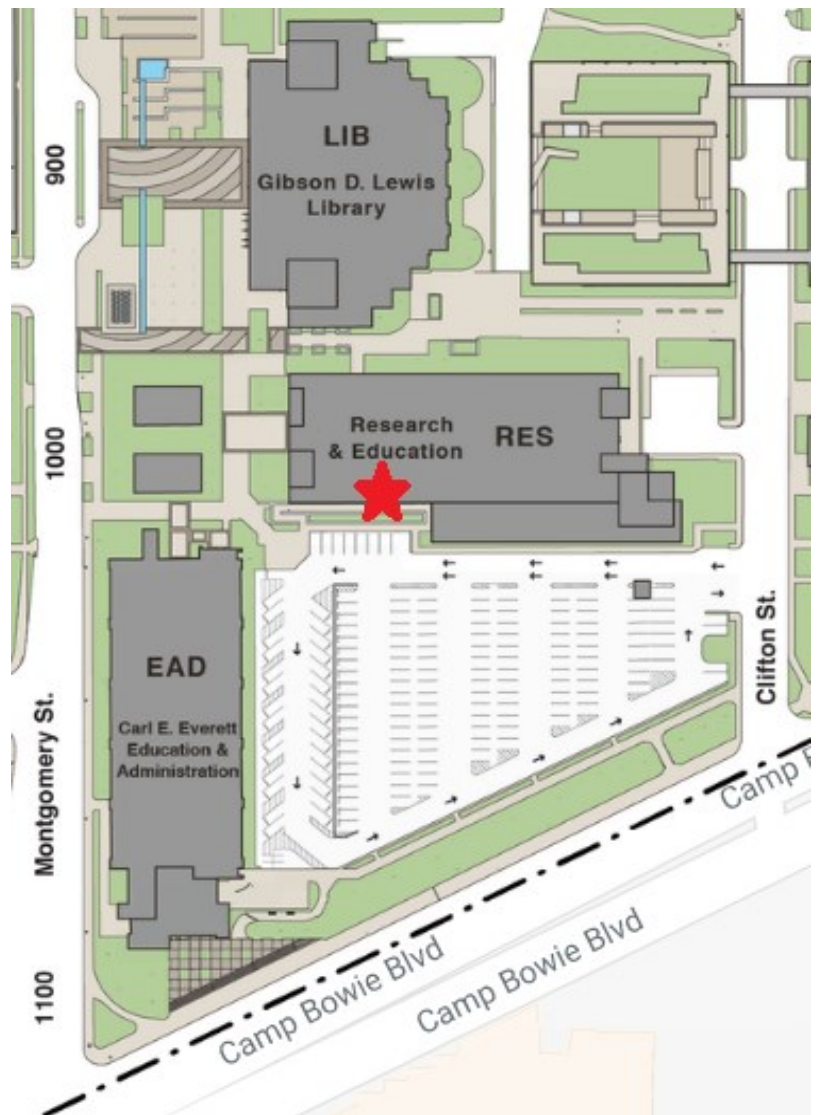 LIB
Gibson D. Lewis
Library
900
Research
& Education
RES
1000
EAD
Carl E. Everett
Education &
Administration
Clifton St.
Montgomery St.
Camp
Camp Bowie Blvd
Camp Bowie Blvd
1100